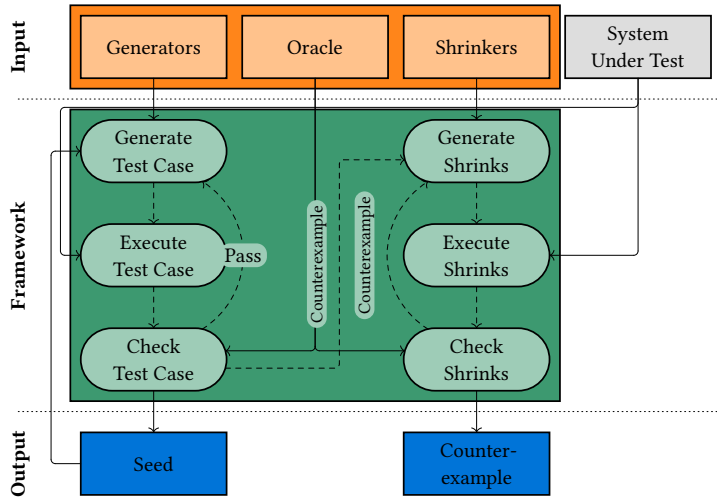 Input
Generators
Oracle
Shrinkers
System
Under Test
Framework
Generate
Test Case
Generate
Shrinks
Execute
Test Case
Pass
Counterexample
Counterexample
Execute
Shrinks
Check
Test Case
Check
Shrinks
Output
Seed
Counter-
example